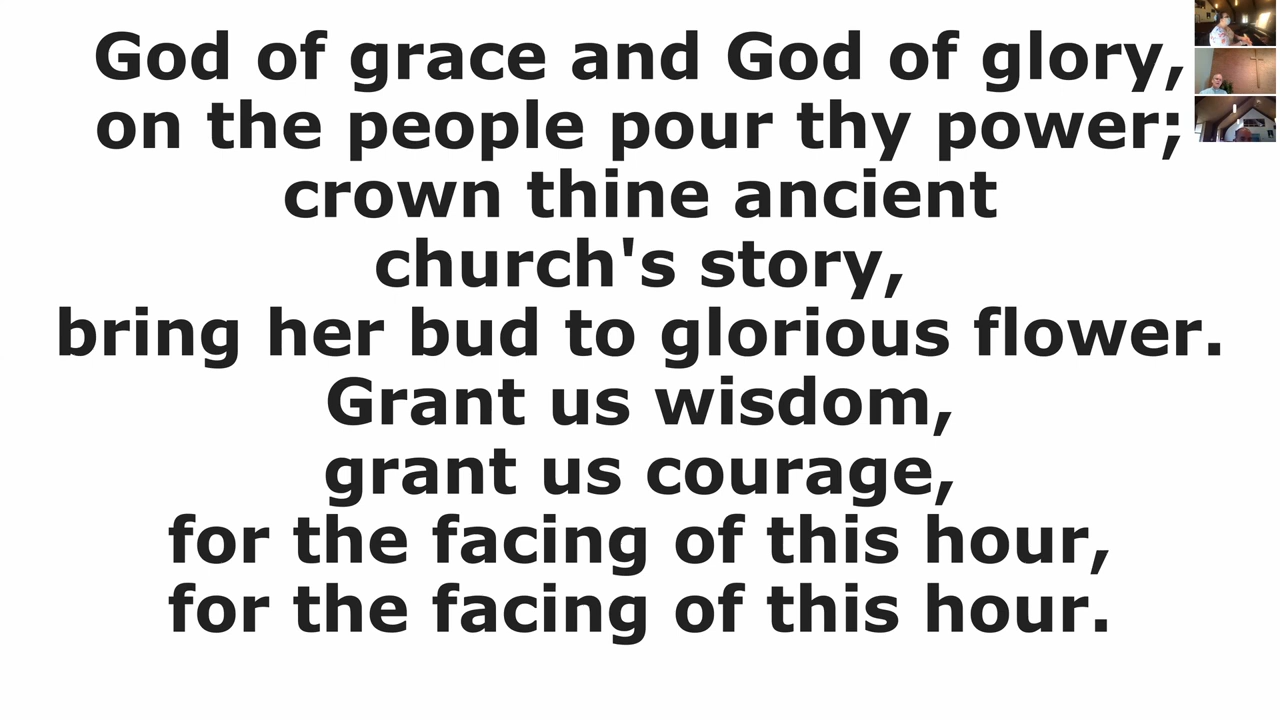 God of grace and God of glory,
on the people pour thy power;
crown thine ancient
church's story,
bring her bud to glorious flower.
Grant us wisdom,
grant us courage,
for the facing of this hour,
for the facing of this hour.